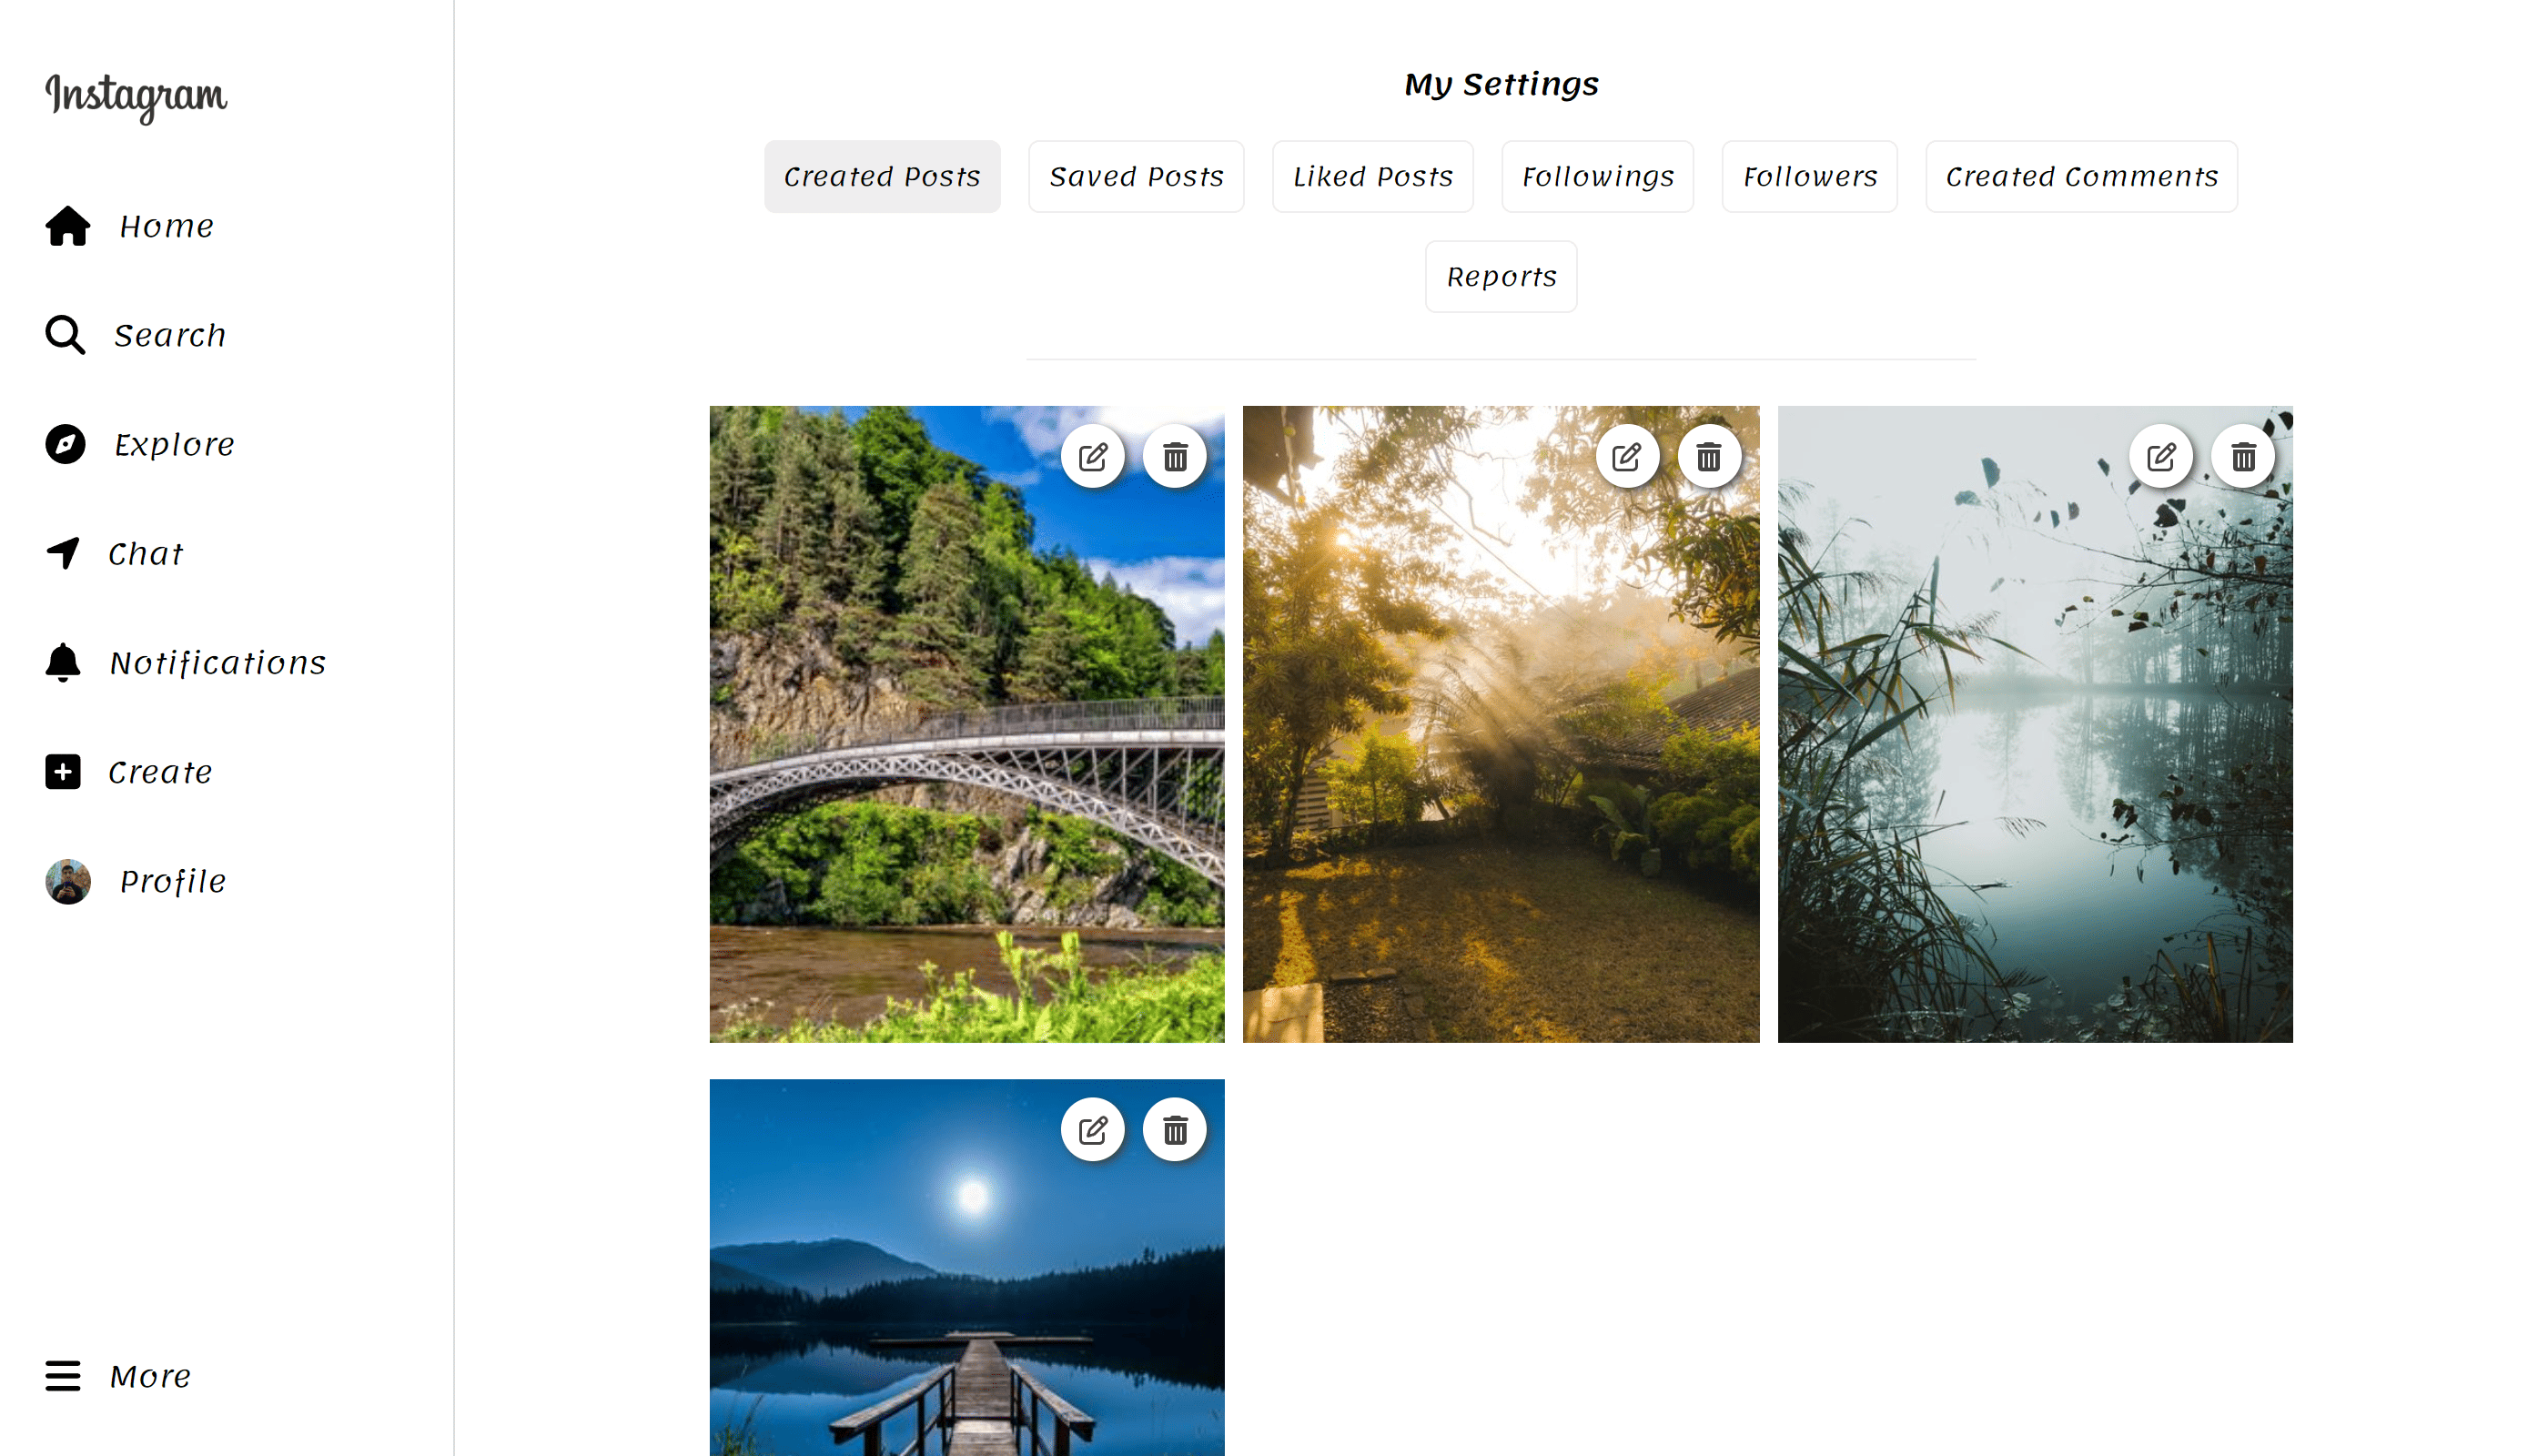 Instagram
Home
Search
Explore
Chat
Notifications
Create
Profile
More
My Settings
Created Posts Saved Posts Liked Posts Followings Followers Created Comments
Reports